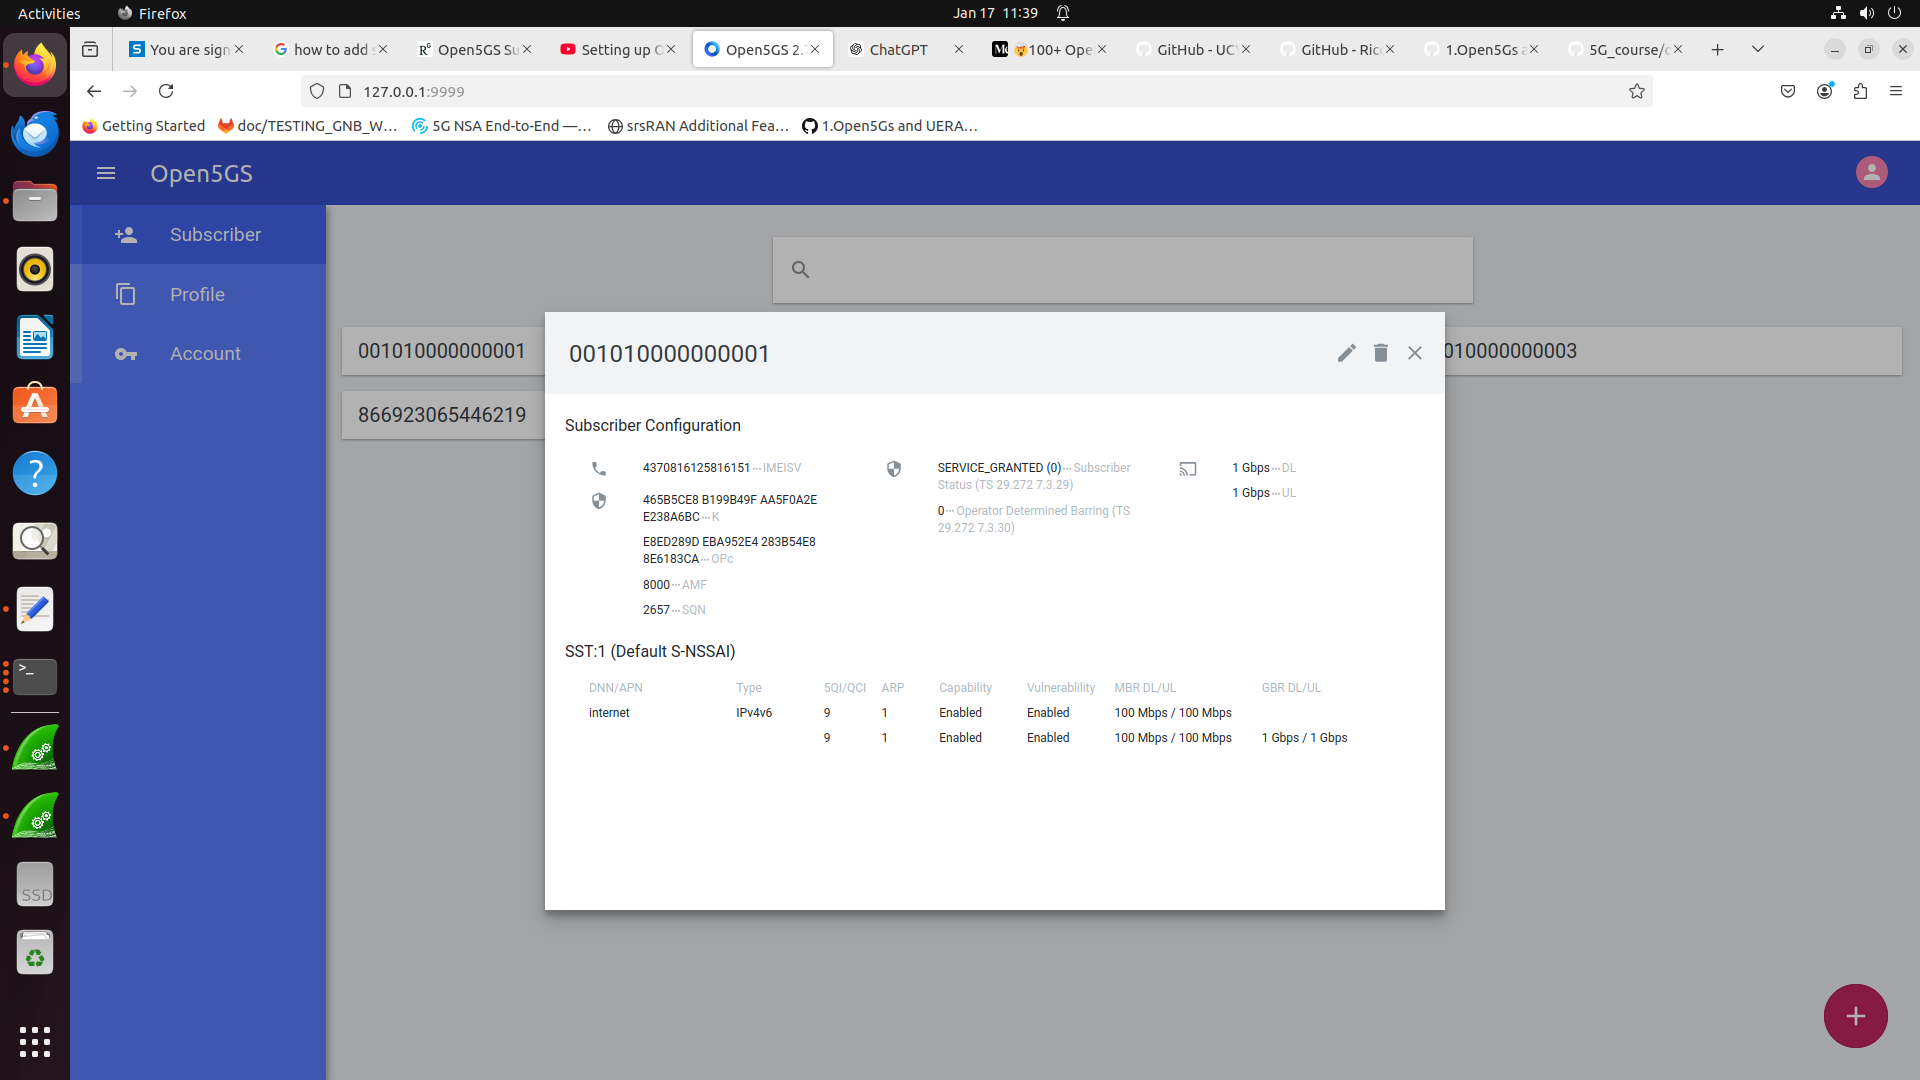 Activities
Firefox
Jan 17 11:39
You are sign
how to add s
Open5GS Su
Setting up O
Open5GS 2.
ChatGPT
🤯100+ Ope
GitHub - UCY
GitHub - Ric
1.Open5Gs a
5G_course/c
127.0.0.1:9999
Getting Started
doc/TESTING_GNB_W...
5G NSA End-to-End —...
srsRAN Additional Fea...
1.Open5Gs and UERA...
Open5GS
Subscriber
Profile
Account
001010000000001
010000000003
866923065446219
001010000000001
Subscriber Configuration
4370816125816151 ··· IMEISV
465B5CE8 B199B49F AA5F0A2E
E238A6BC ··· K
E8ED289D EBA952E4 283B54E8
8E6183CA ··· OPc
8000 ··· AMF
2657 ··· SQN
SERVICE_GRANTED (0) ··· Subscriber
Status (TS 29.272 7.3.29)
0 ··· Operator Determined Barring (TS
29.272 7.3.30)
1 Gbps ··· DL
1 Gbps ··· UL
SST:1 (Default S-NSSAI)
DNN/APN Type 5QI/QCI ARP Capability Vulnerablility MBR DL/UL GBR DL/UL
internet IPv4v6 9 1 Enabled Enabled 100 Mbps / 100 Mbps
9 1 Enabled Enabled 100 Mbps / 100 Mbps 1 Gbps / 1 Gbps
SSD